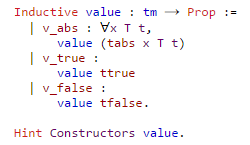 Inductive value : tm → Prop :=
| v_abs : ∀x T t,
value (tabs x T t)
| v_true :
value ttrue
| v_false :
value tfalse.
Hint Constructors value.